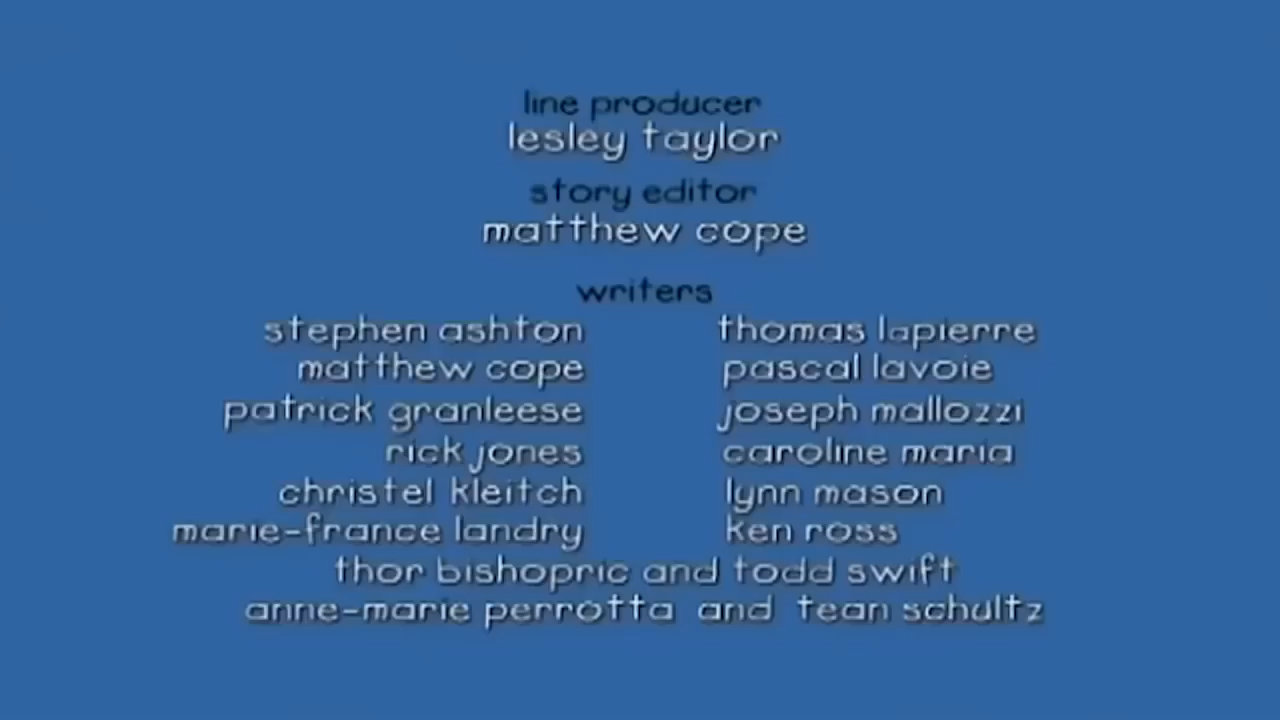 line producer
lesley taylor
story editor
matthew cope
writers
stephen ashton thomas lapierre
matthew cope pascal lavoie
patrick granleese joseph mallozzi
rick jones caroline maria
christel kleitch lynn mason
marie-france landry ken ross
thor bishopric and todd swift
anne-marie perrotta and tean schultz